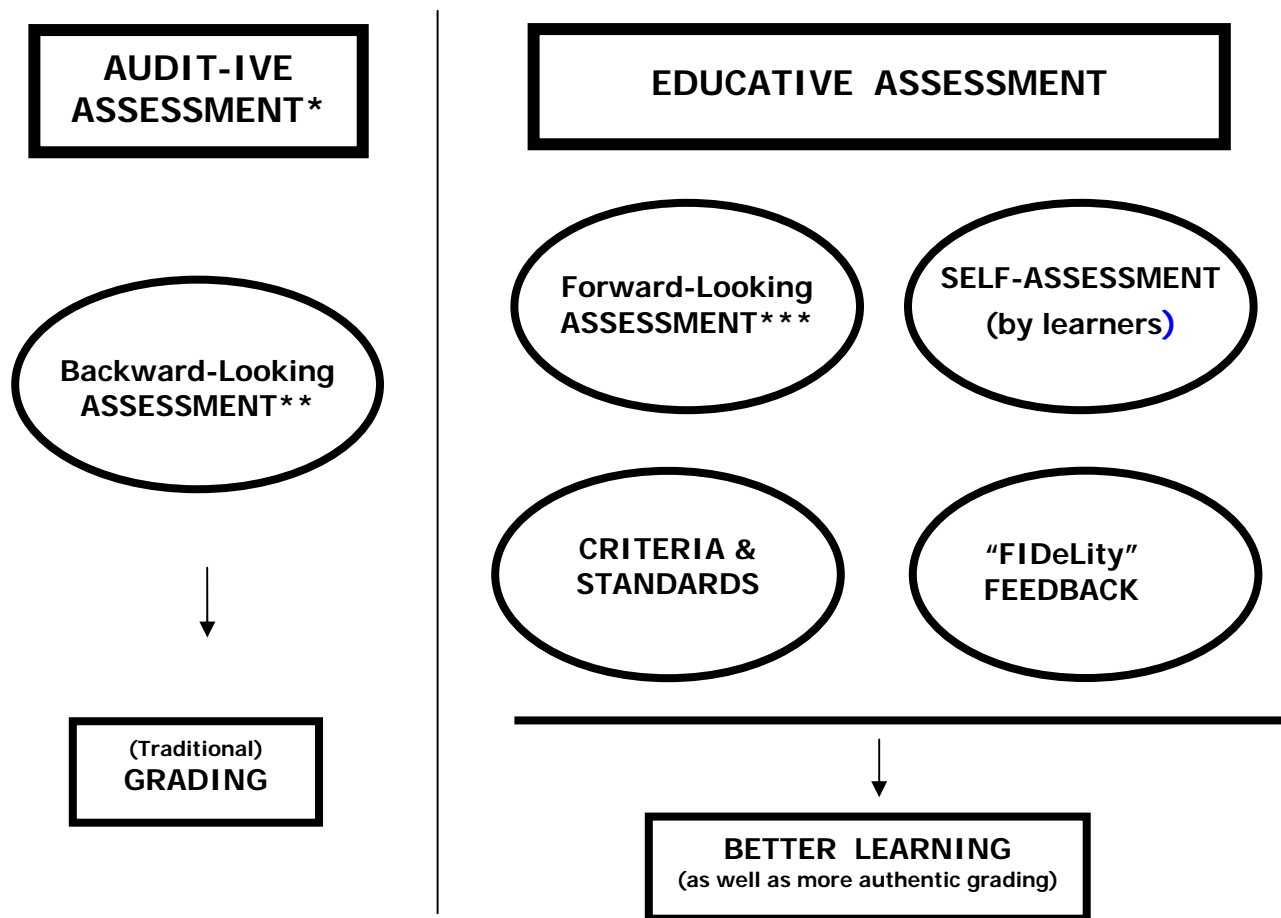 AUDIT-IVE
ASSESSMENT*
Backward-Looking
ASSESSMENT**
(Traditional)
GRADING
EDUCATIVE ASSESSMENT
Forward-Looking
ASSESSMENT***
SELF-ASSESSMENT
(by learners)
CRITERIA &
STANDARDS
“FIDeLity”
FEEDBACK
BETTER LEARNING
(as well as more authentic grading)